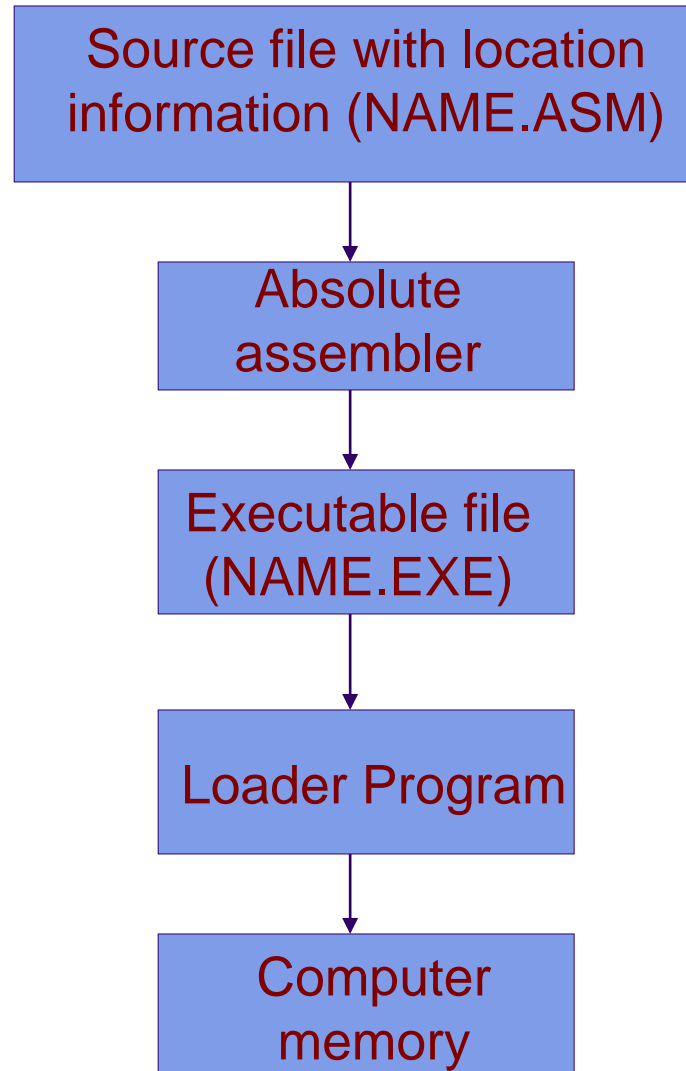 Source file with location
information (NAME.ASM)
Absolute
assembler
Executable file
(NAME.EXE)
Loader Program
Computer
memory